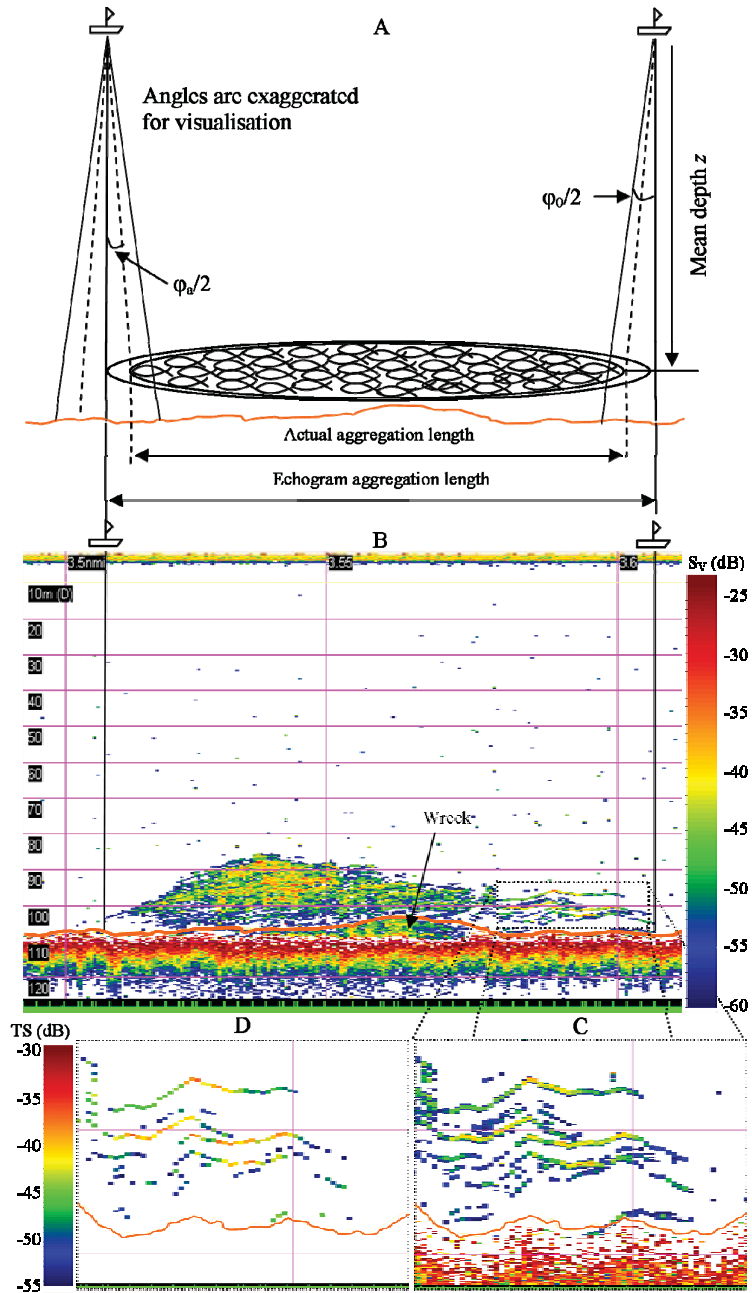 A
Angles are exaggerated
for visualisation
φ₀/2
Mean depth z
φa/2
Actual aggregation length
Echogram aggregation length
B
3.5nmi
3.55
3.6
Sv (dB)
10m (D)
20
30
40
50
60
70
80
90
100
110
120
Wreck
-25
-30
-35
-40
-45
-50
-55
-60
TS (dB)
D
C
-30
-35
-40
-45
-50
-55